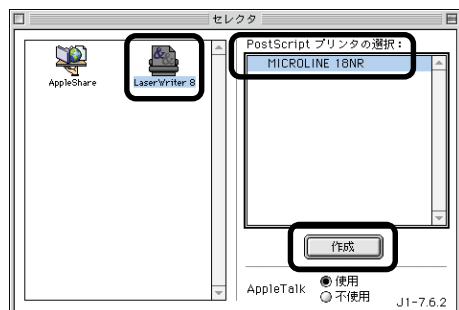 セレクタ
AppleShare
LaserWriter 8
PostScript プリンタの選択：
MICROLINE 18NR
作成
AppleTalk
使用
不使用
J1-7.6.2